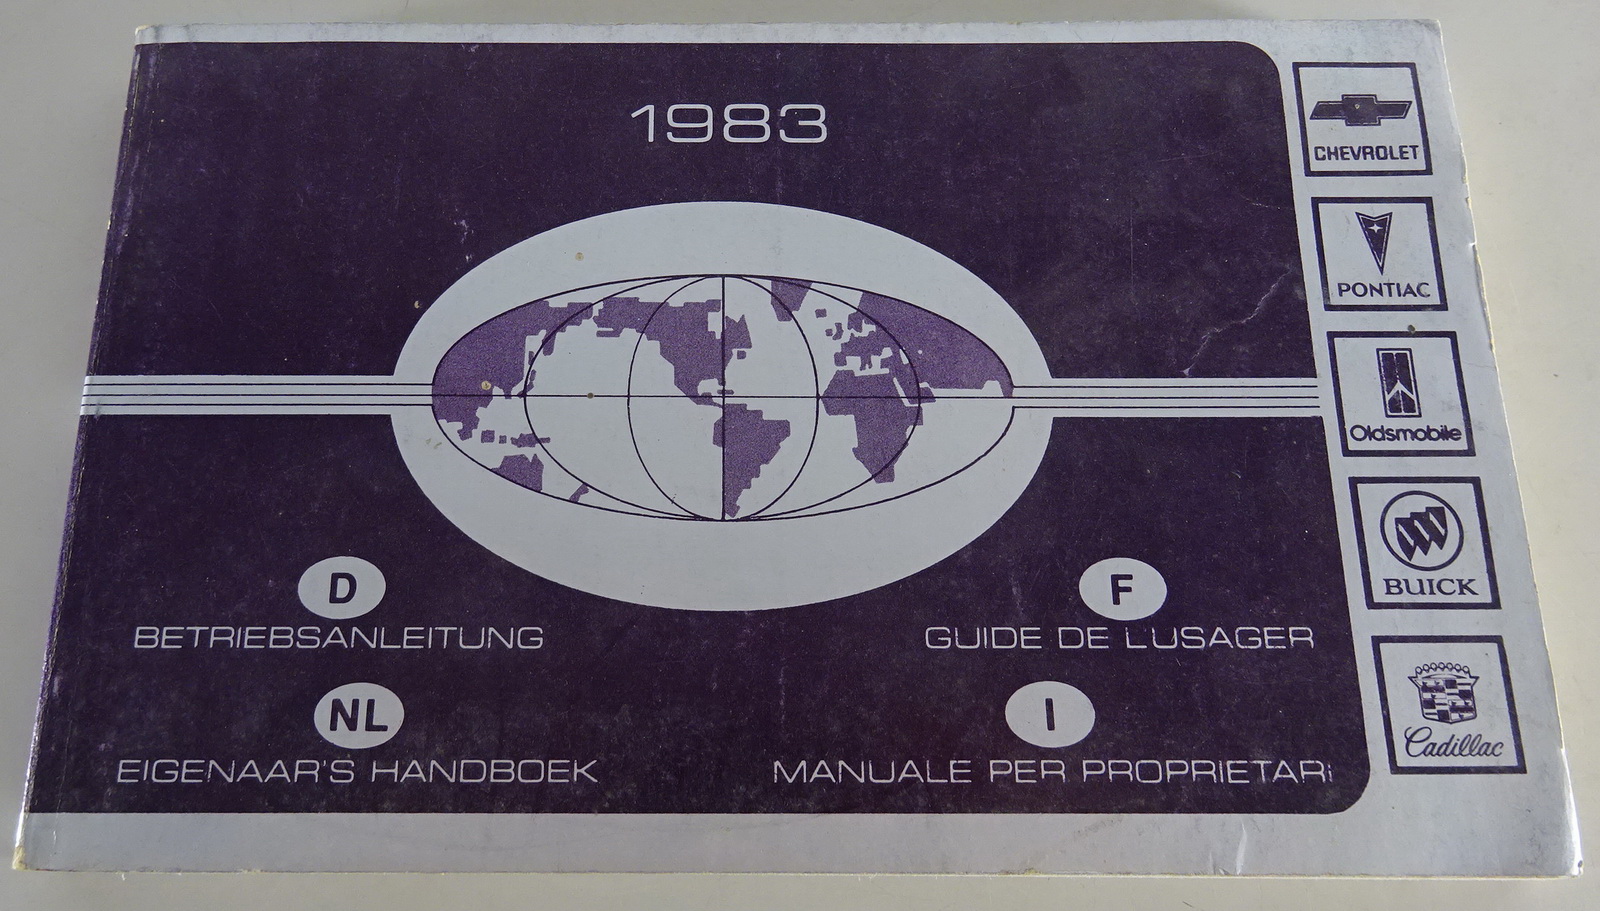 1983
CHEVROLET
PONTIAC
Oldsmobile
BUICK
Cadillac
D
BETRIEBSANLEITUNG
F
GUIDE DE L'USAGER
NL
EIGENAAR'S HANDBOEK
I
MANUALE PER PROPRIETARI